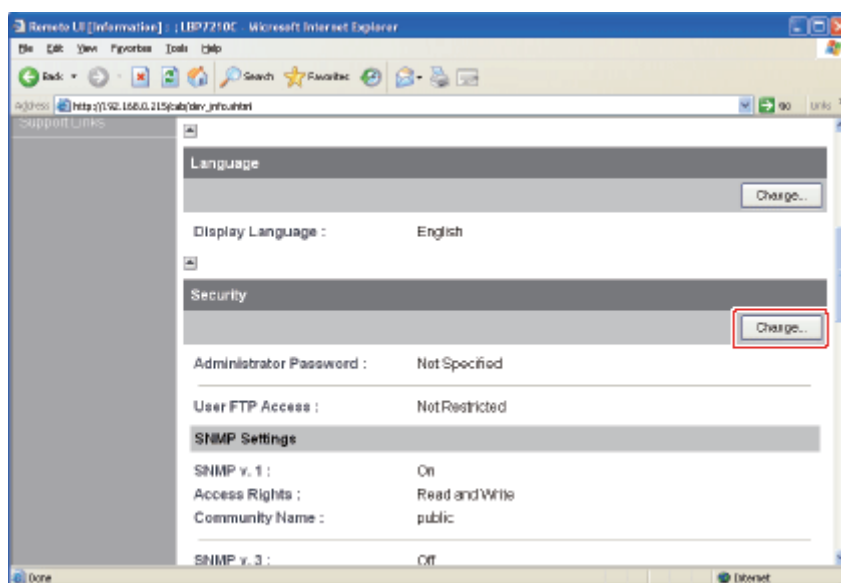 Remote UI [Information] : ; LBP7210C - Microsoft Internet Explorer
File Edit View Favorites Tools Help
Back Search Favorites
Address http://192.168.0.215/cab/dev_info.shtml Go Links
Support Links
Language
Change...
Display Language : English
Security
Change...
Administrator Password : Not Specified
User FTP Access : Not Restricted
SNMP Settings
SNMP v. 1 : On
Access Rights : Read and Write
Community Name : public
SNMP v. 3 : Off
Done Internet